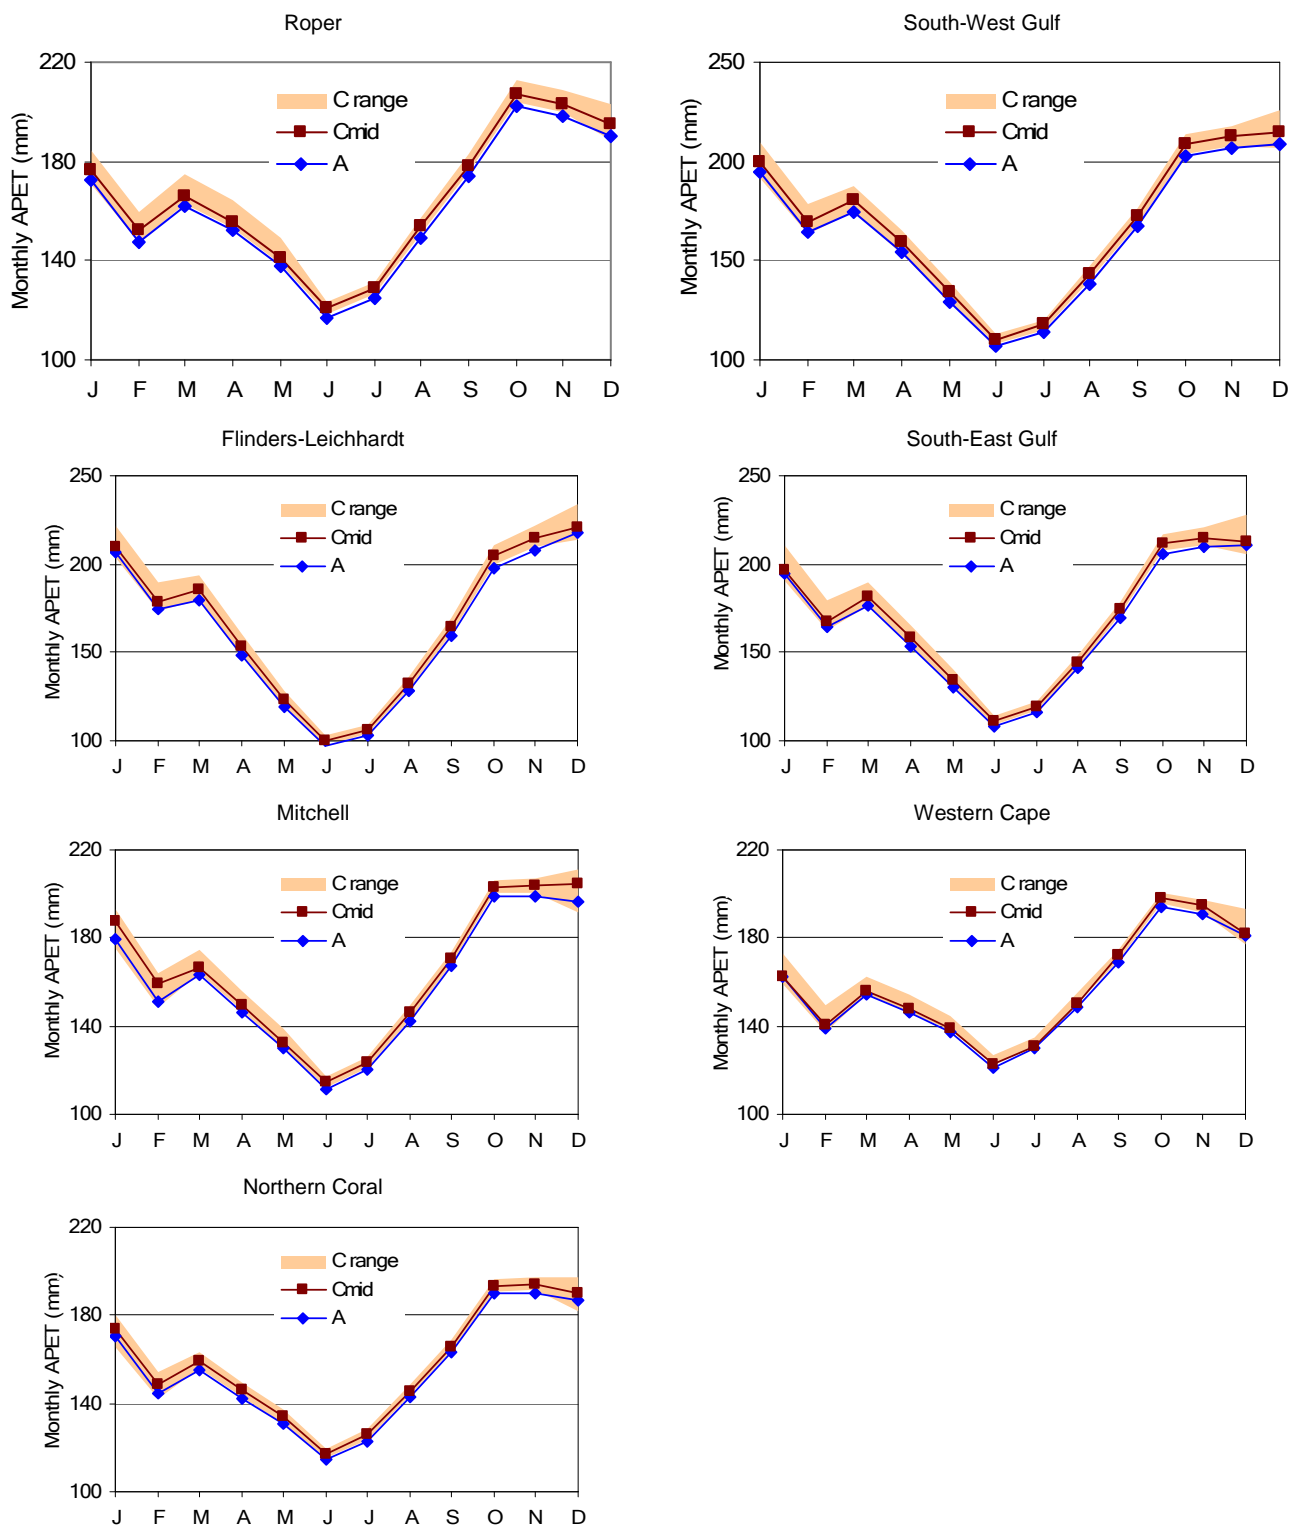 Roper
Monthly APET (mm)
220
180
140
100
C range
Cmid
A
J F M A M J J A S O N D
South-West Gulf
Monthly APET (mm)
250
200
150
100
C range
Cmid
A
J F M A M J J A S O N D
Flinders-Leichhardt
Monthly APET (mm)
250
200
150
100
C range
Cmid
A
J F M A M J J A S O N D
South-East Gulf
Monthly APET (mm)
250
200
150
100
C range
Cmid
A
J F M A M J J A S O N D
Mitchell
Monthly APET (mm)
220
180
140
100
C range
Cmid
A
J F M A M J J A S O N D
Western Cape
Monthly APET (mm)
220
180
140
100
C range
Cmid
A
J F M A M J J A S O N D
Northern Coral
Monthly APET (mm)
220
180
140
100
C range
Cmid
A
J F M A M J J A S O N D